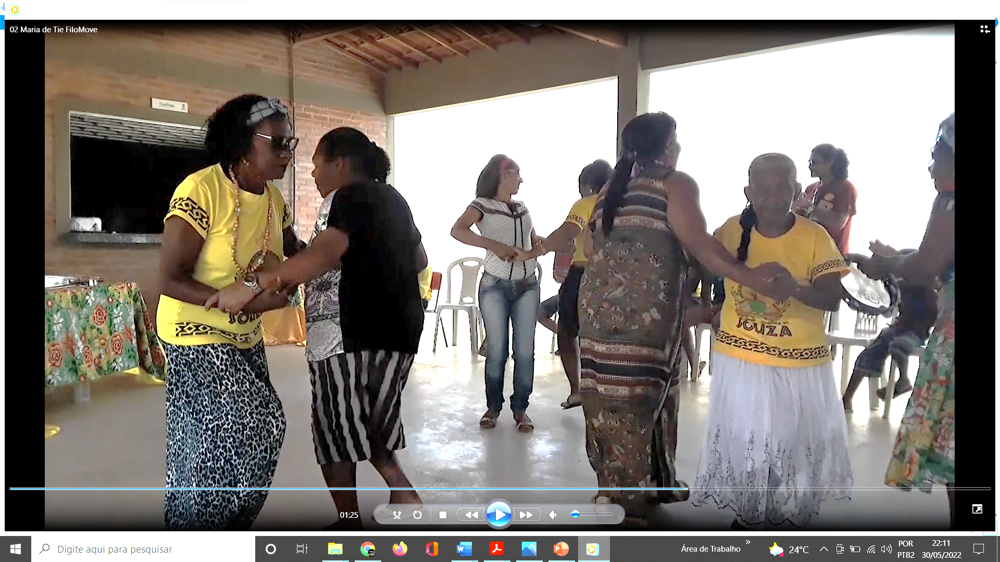 02 Maria de Tie FiloMove
CANTINA
SOUZA
01:25
Digite aqui para pesquisar
Área de Trabalho
»
24°C
POR
PTB2
22:11
30/05/2022